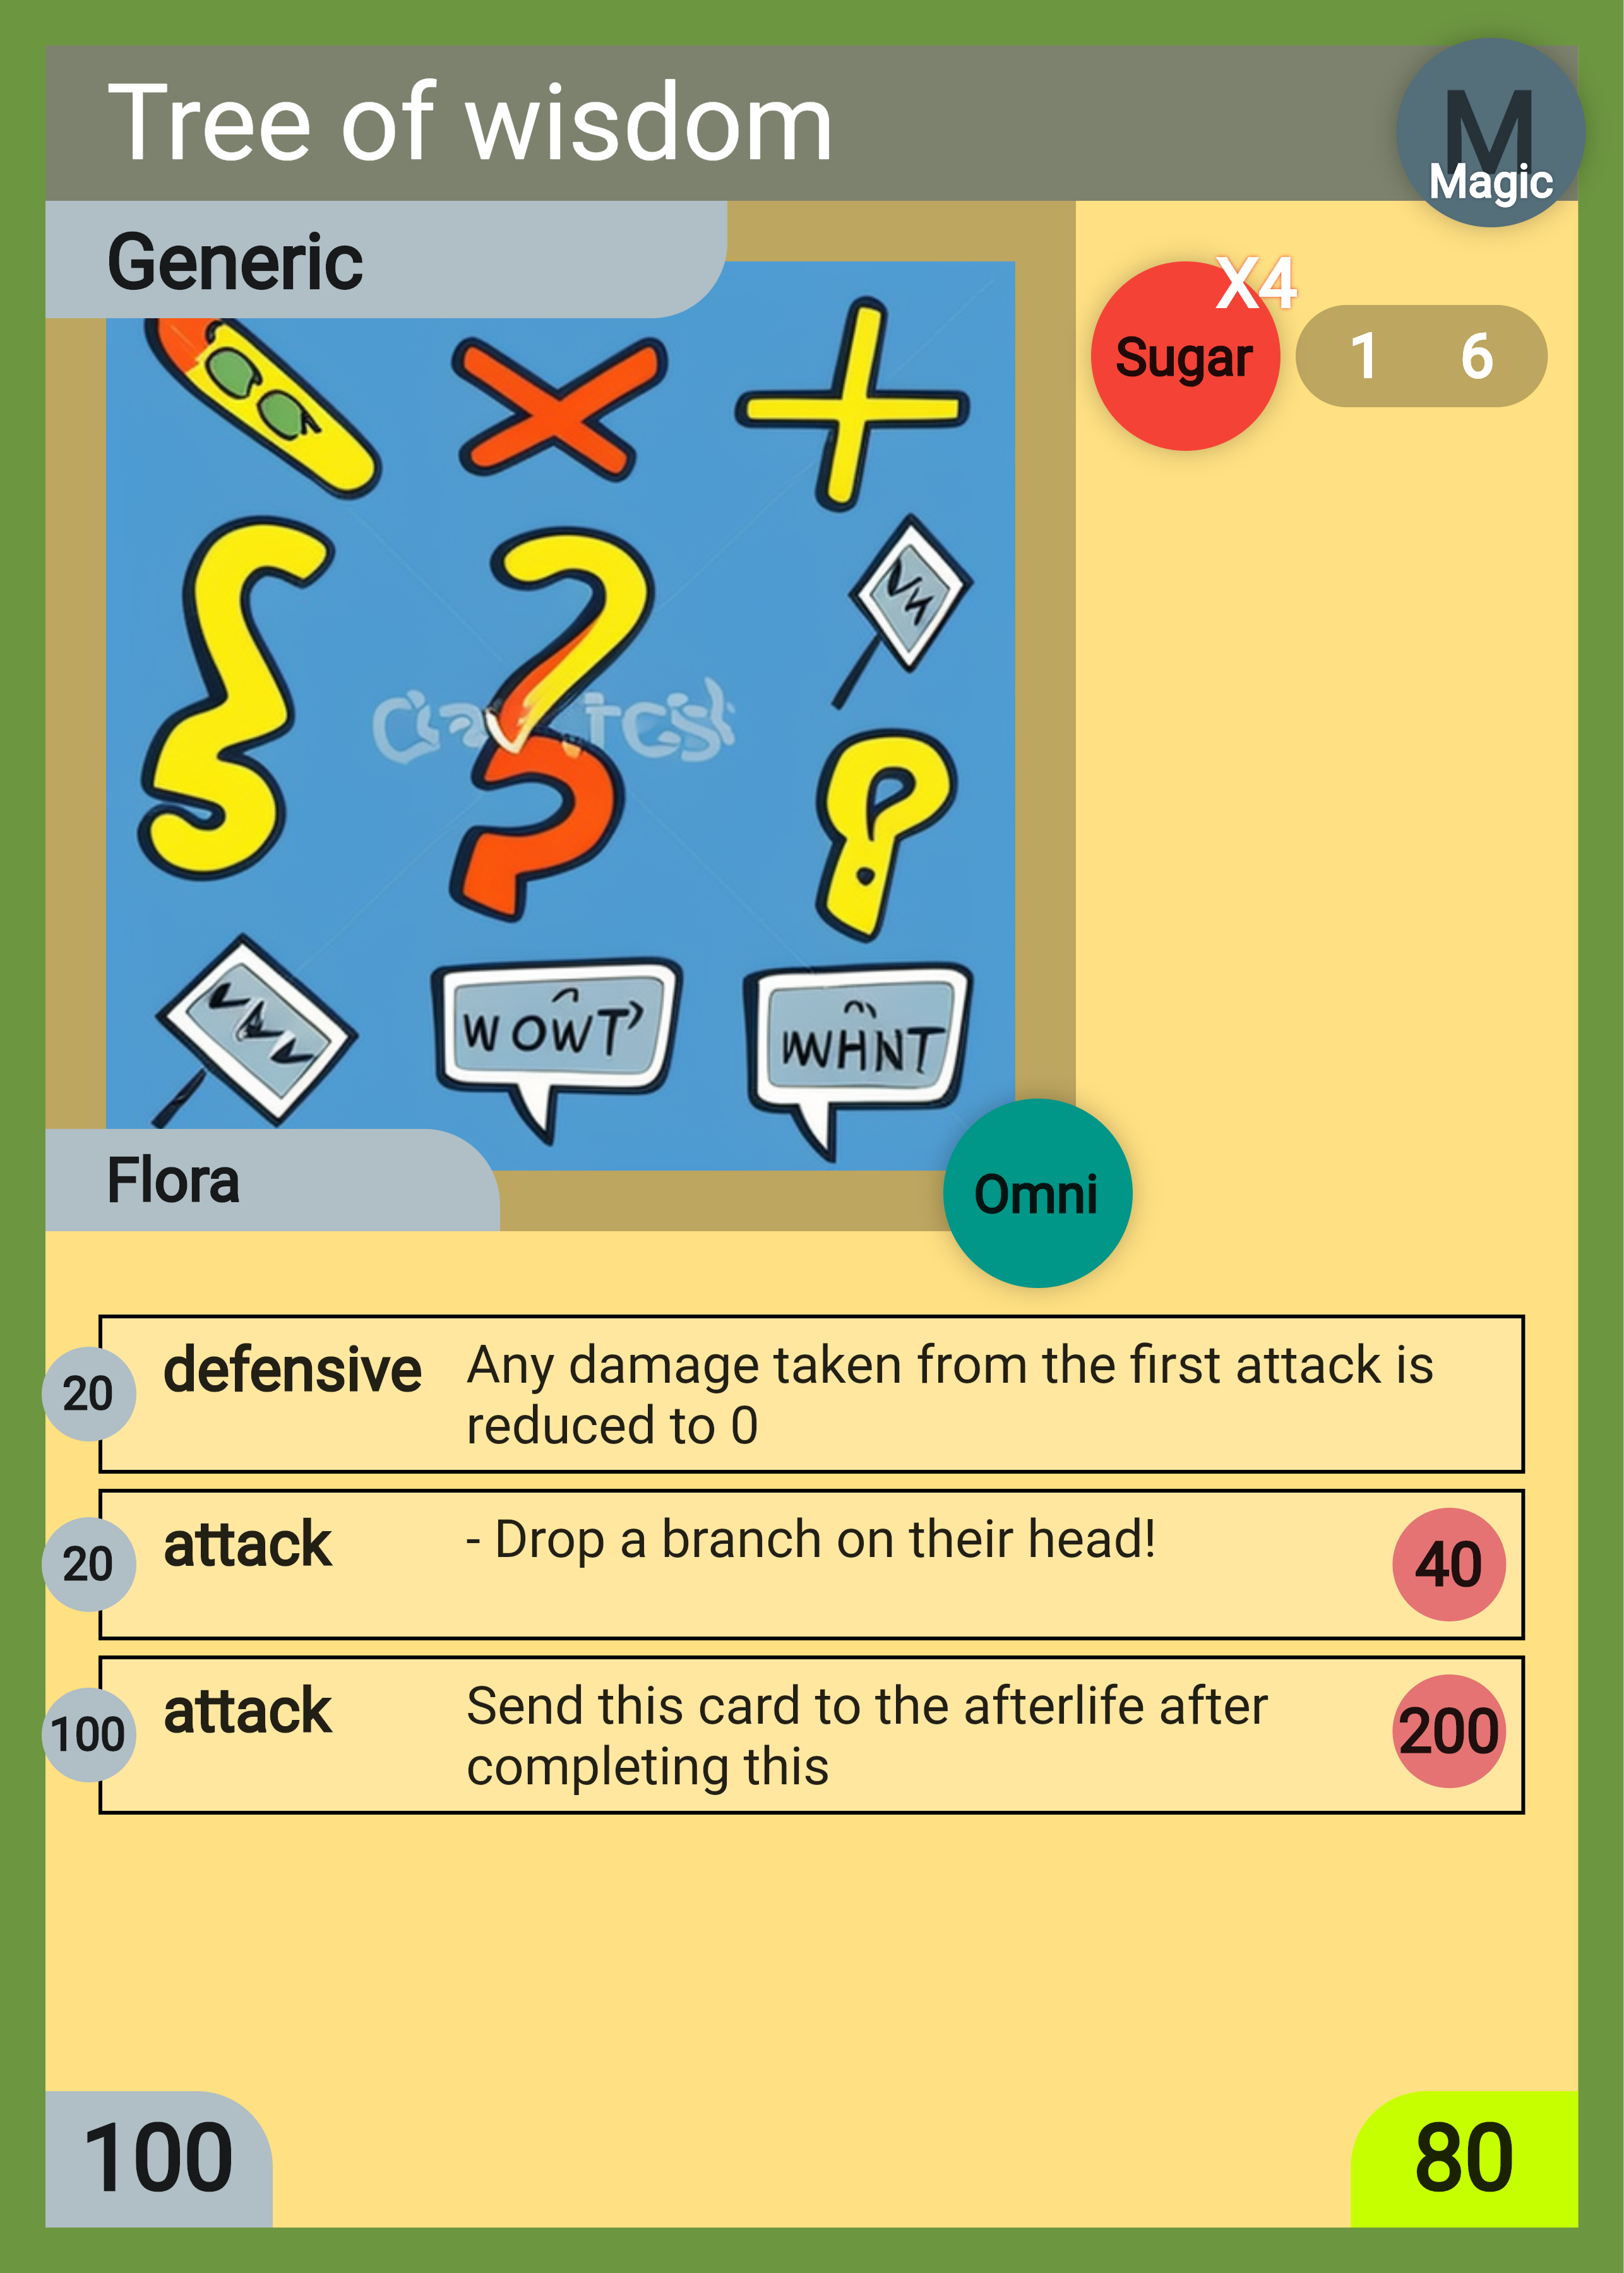 Tree of wisdom
M
Magic
Generic
X4
Sugar
1 6
WOWT
WHNT
Flora
Omni
20
defensive
Any damage taken from the first attack is
reduced to 0
20
attack
- Drop a branch on their head!
40
100
attack
Send this card to the afterlife after
completing this
200
100
80